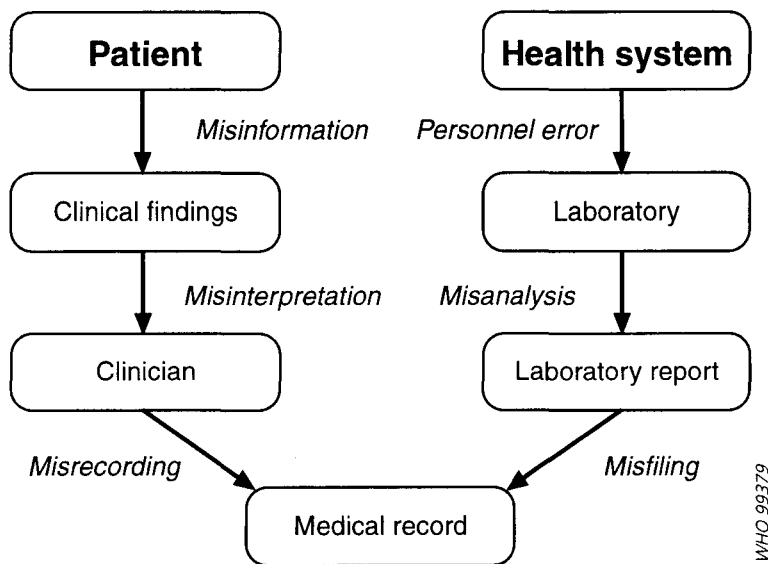 Patient
Health system
Misinformation
Personnel error
Clinical findings
Laboratory
Misinterpretation
Misanalysis
Clinician
Laboratory report
Misrecording
Misfiling
Medical record
WHO 99379